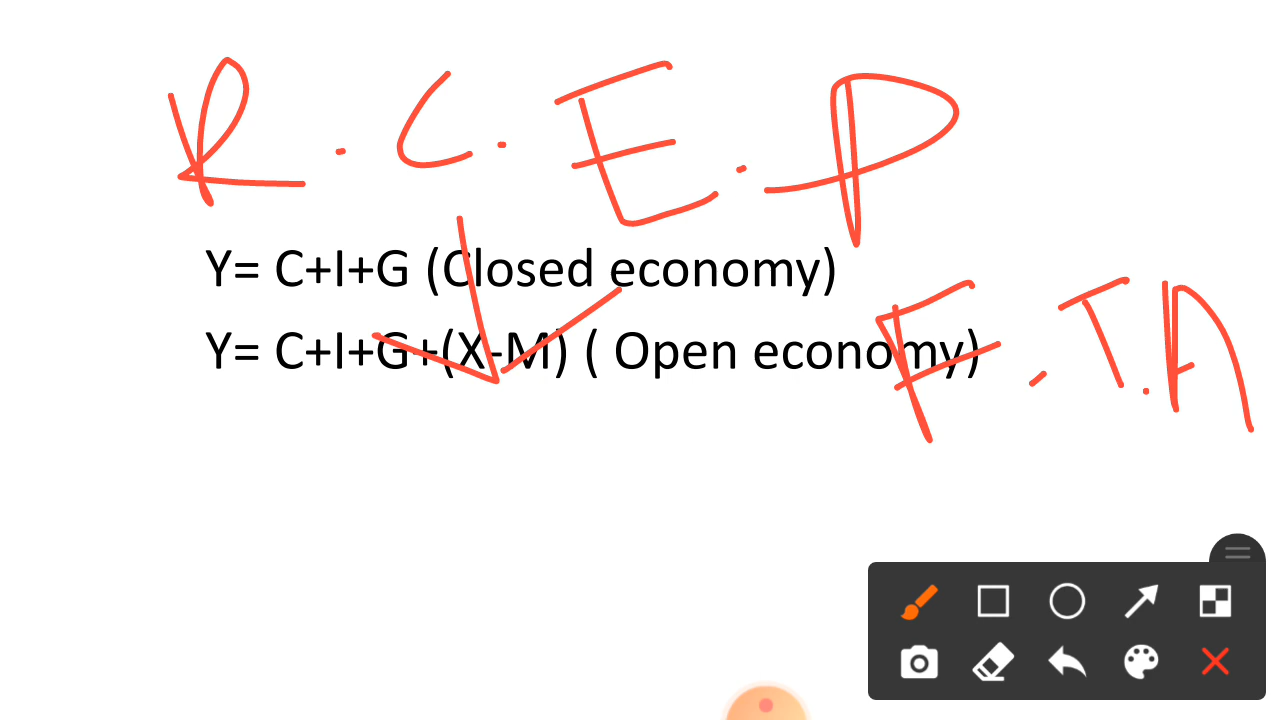 R.C.E.P
Y= C+I+G (Closed economy)
Y= C+I+G+(X-M) ( Open economy)
F.T.A